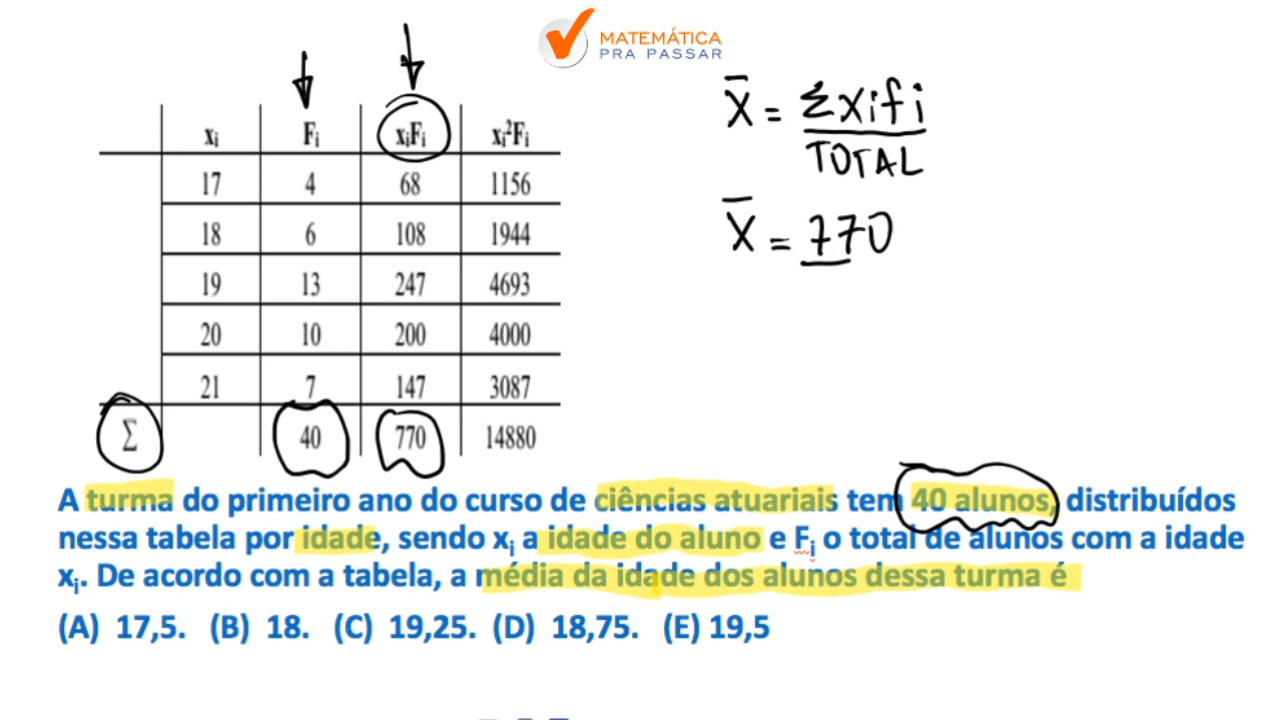 MATEMÁTICA
PRA PASSAR
xᵢ Fᵢ xᵢFᵢ xᵢ²Fᵢ
17 4 68 1156
18 6 108 1944
19 13 247 4693
20 10 200 4000
21 7 147 3087
Σ 40 770 14880
X̄ = Σxifi
TOTAL
X̄ = 770
A turma do primeiro ano do curso de ciências atuariais tem 40 alunos, distribuídos
nessa tabela por idade, sendo xᵢ a idade do aluno e Fᵢ o total de alunos com a idade
xᵢ. De acordo com a tabela, a média da idade dos alunos dessa turma é
(A) 17,5. (B) 18. (C) 19,25. (D) 18,75. (E) 19,5